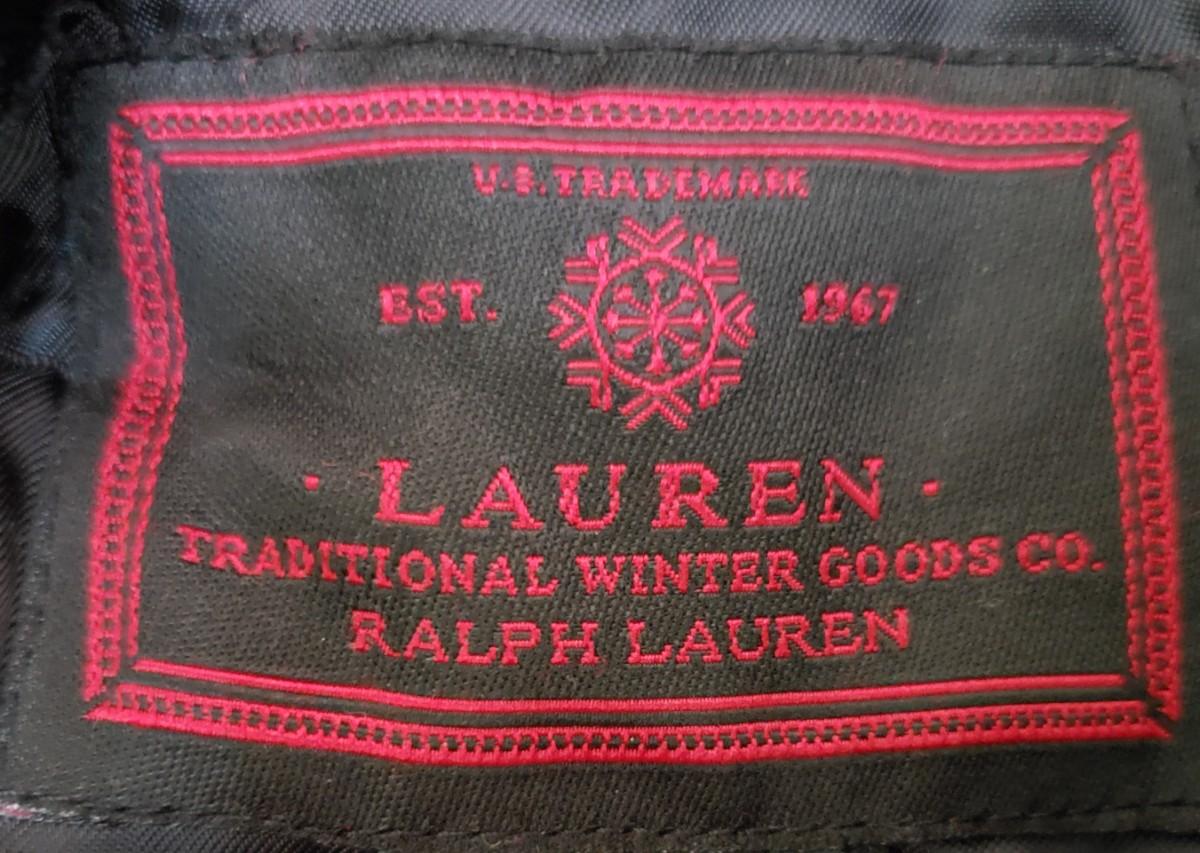 U.S. TRADEMARK
EST. 1967
· LAUREN ·
TRADITIONAL WINTER GOODS CO.
RALPH LAUREN